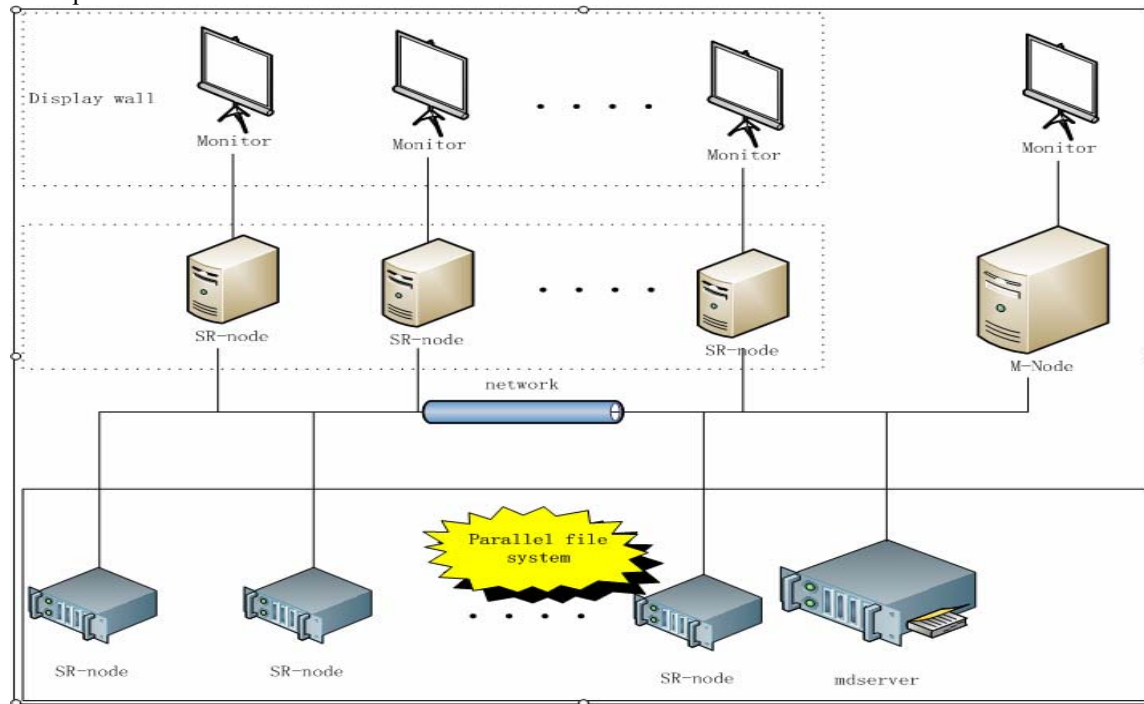 Display wall
Monitor
Monitor
Monitor
Monitor
SR-node
SR-node
SR-node
M-Node
network
Parallel file
system
SR-node
SR-node
SR-node
mdserver